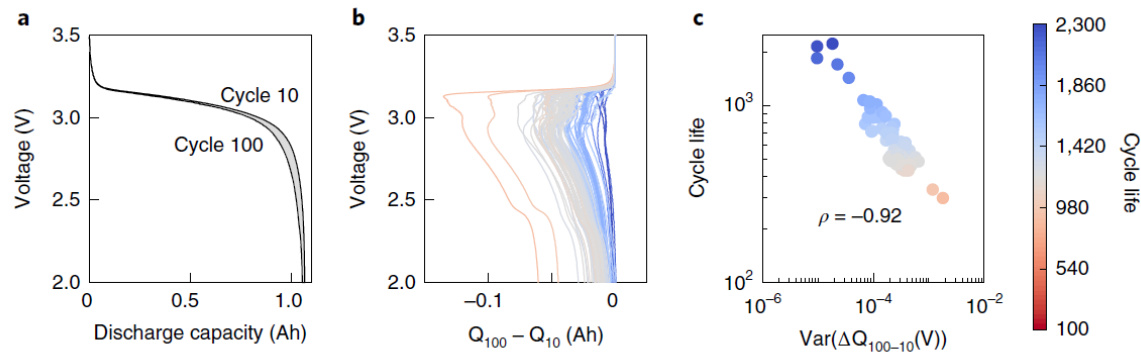 a
3.5
3.0
2.5
2.0
Voltage (V)
Cycle 10
Cycle 100
0
0.5
1.0
Discharge capacity (Ah)
b
3.5
3.0
2.5
2.0
Voltage (V)
–0.1
0
Q₁₀₀ – Q₁₀ (Ah)
c
10³
10²
Cycle life
ρ = –0.92
10⁻⁶
10⁻⁴
10⁻²
Var(ΔQ₁₀₀₋₁₀(V))
2,300
1,860
1,420
980
540
100
Cycle life